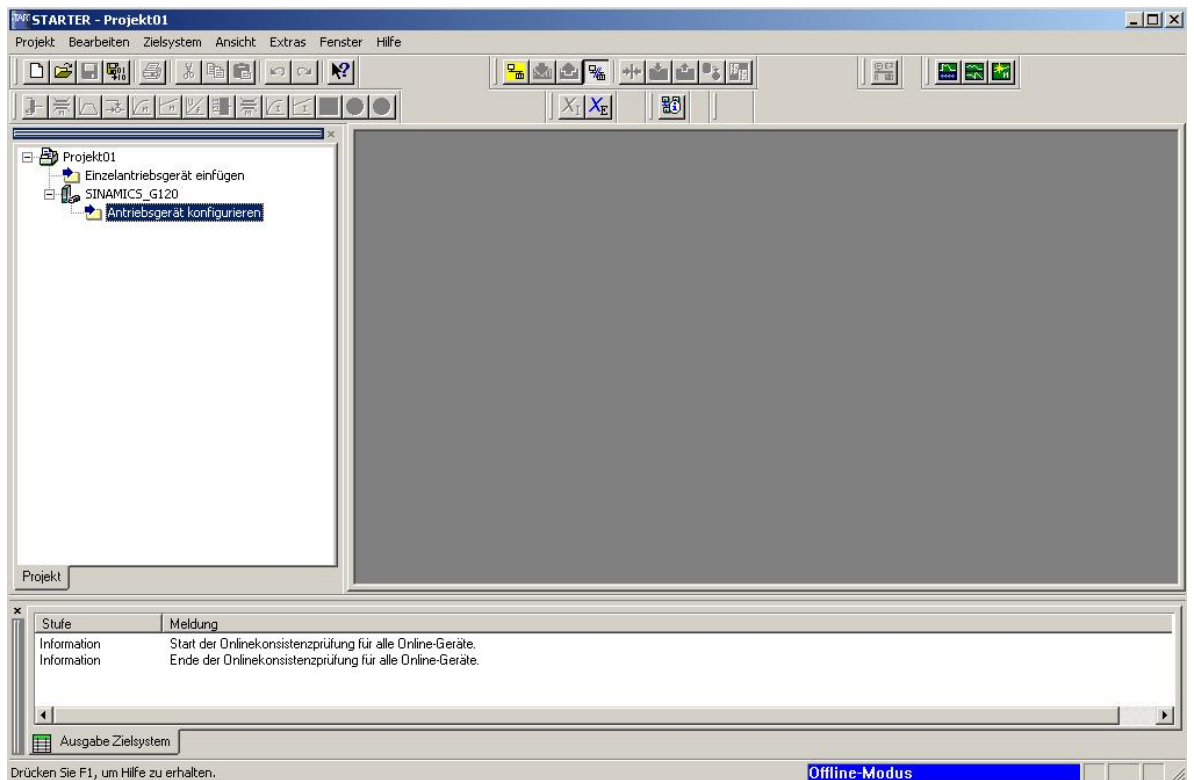 STARTER - Projekt01
Projekt Bearbeiten Zielsystem Ansicht Extras Fenster Hilfe
Projekt01
Einzelantriebsgerät einfügen
SINAMICS_G120
Antriebsgerät konfigurieren
Projekt
Stufe Meldung
Information Start der Onlinekonsistenzprüfung für alle Online-Geräte.
Information Ende der Onlinekonsistenzprüfung für alle Online-Geräte.
Ausgabe Zielsystem
Drücken Sie F1, um Hilfe zu erhalten. Offline-Modus